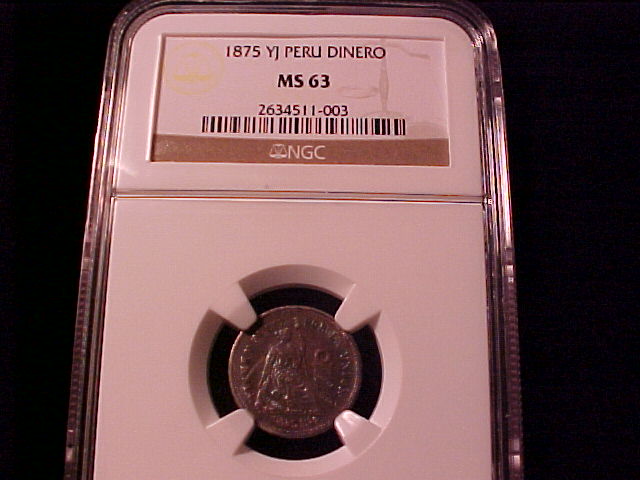 1875 YJ PERU DINERO
MS 63
2634511-003
NGC